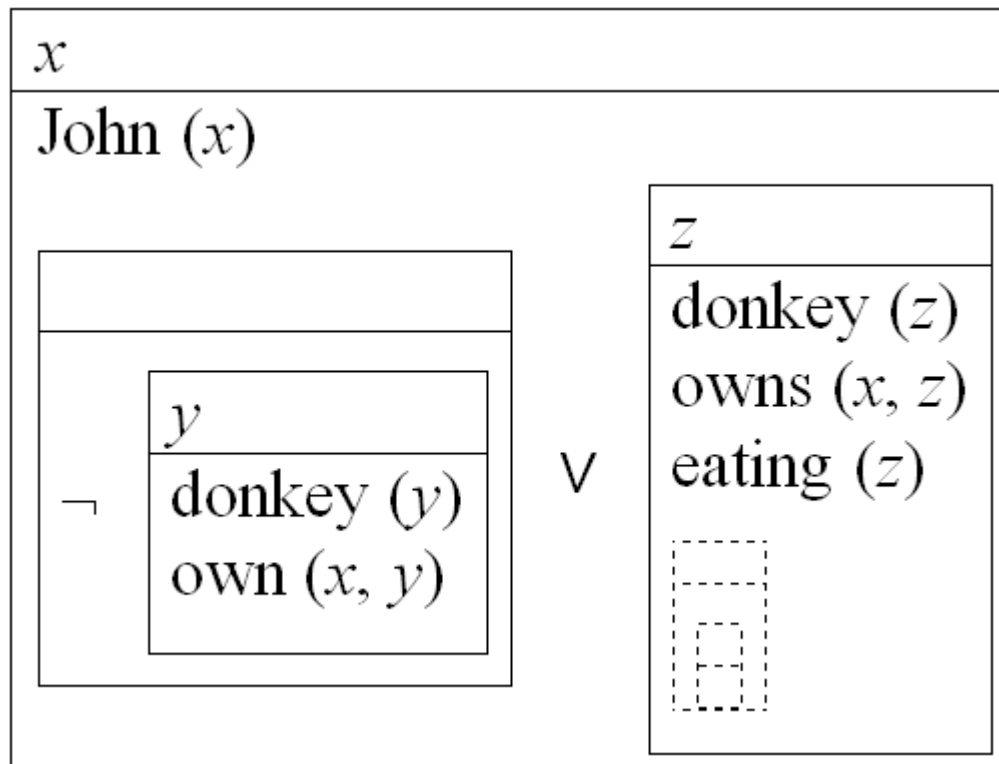 x
John (x)
y
¬ donkey (y)
own (x, y)
∨
z
donkey (z)
owns (x, z)
eating (z)